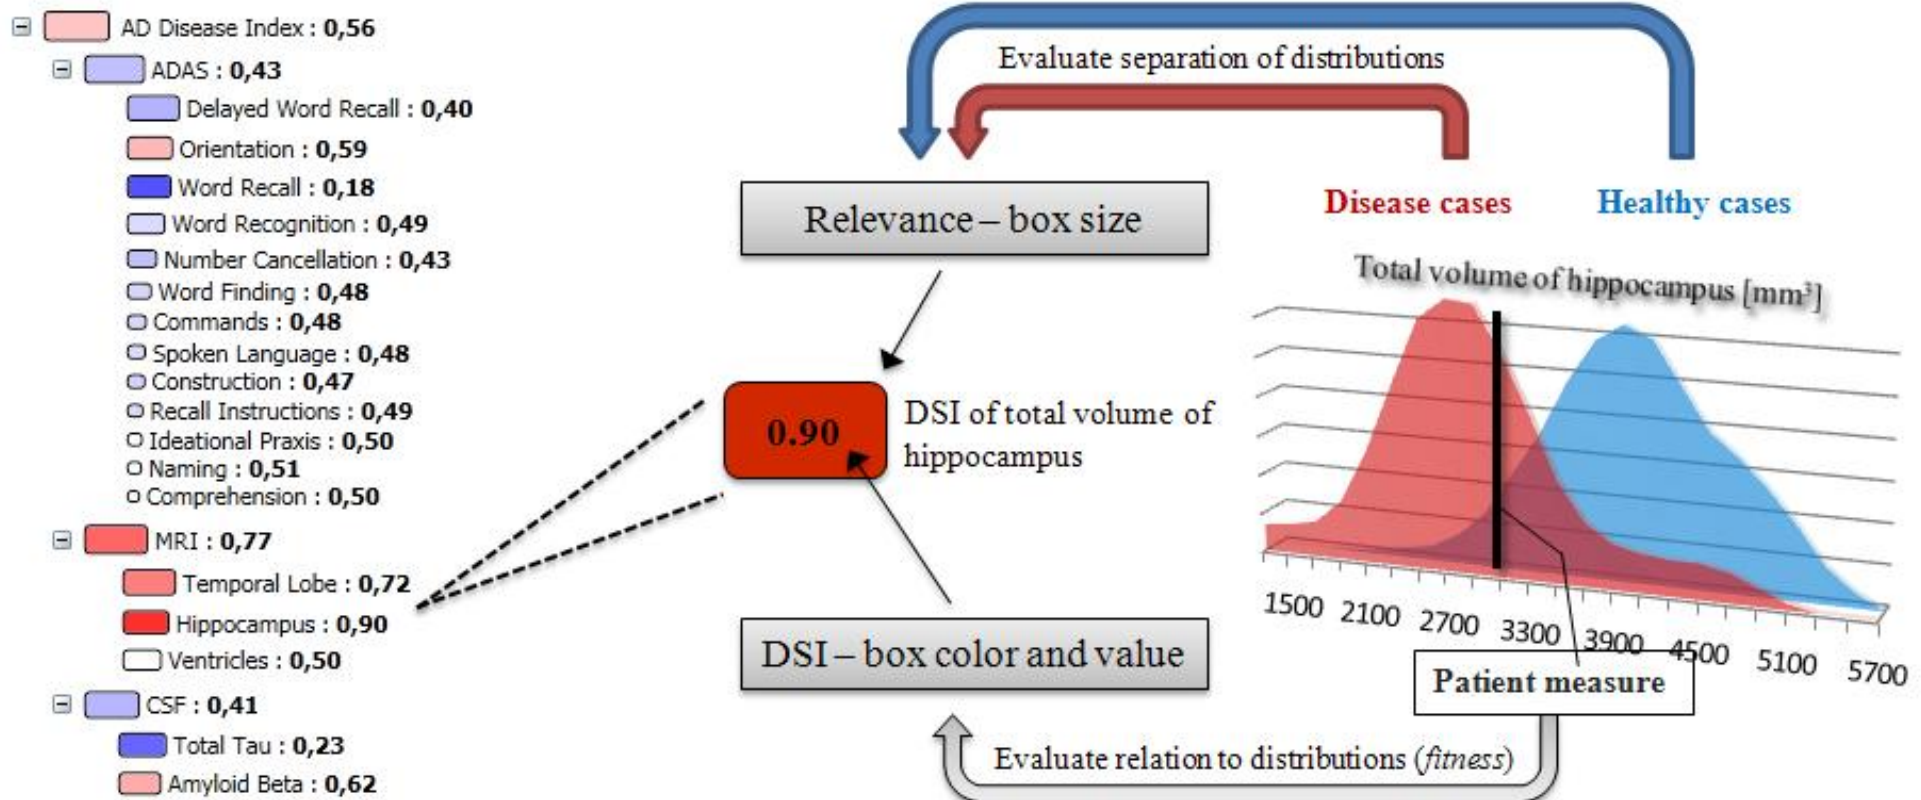 AD Disease Index : 0,56
ADAS : 0,43
Delayed Word Recall : 0,40
Orientation : 0,59
Word Recall : 0,18
Word Recognition : 0,49
Number Cancellation : 0,43
Word Finding : 0,48
Commands : 0,48
Spoken Language : 0,48
Construction : 0,47
Recall Instructions : 0,49
Ideational Praxis : 0,50
Naming : 0,51
Comprehension : 0,50
MRI : 0,77
Temporal Lobe : 0,72
Hippocampus : 0,90
Ventricles : 0,50
CSF : 0,41
Total Tau : 0,23
Amyloid Beta : 0,62
Evaluate separation of distributions
Relevance – box size
0.90
DSI of total volume of
hippocampus
DSI – box color and value
Evaluate relation to distributions (fitness)
Disease cases
Healthy cases
Total volume of hippocampus [mm³]
1500 2100 2700 3300 3900 4500 5100 5700
Patient measure